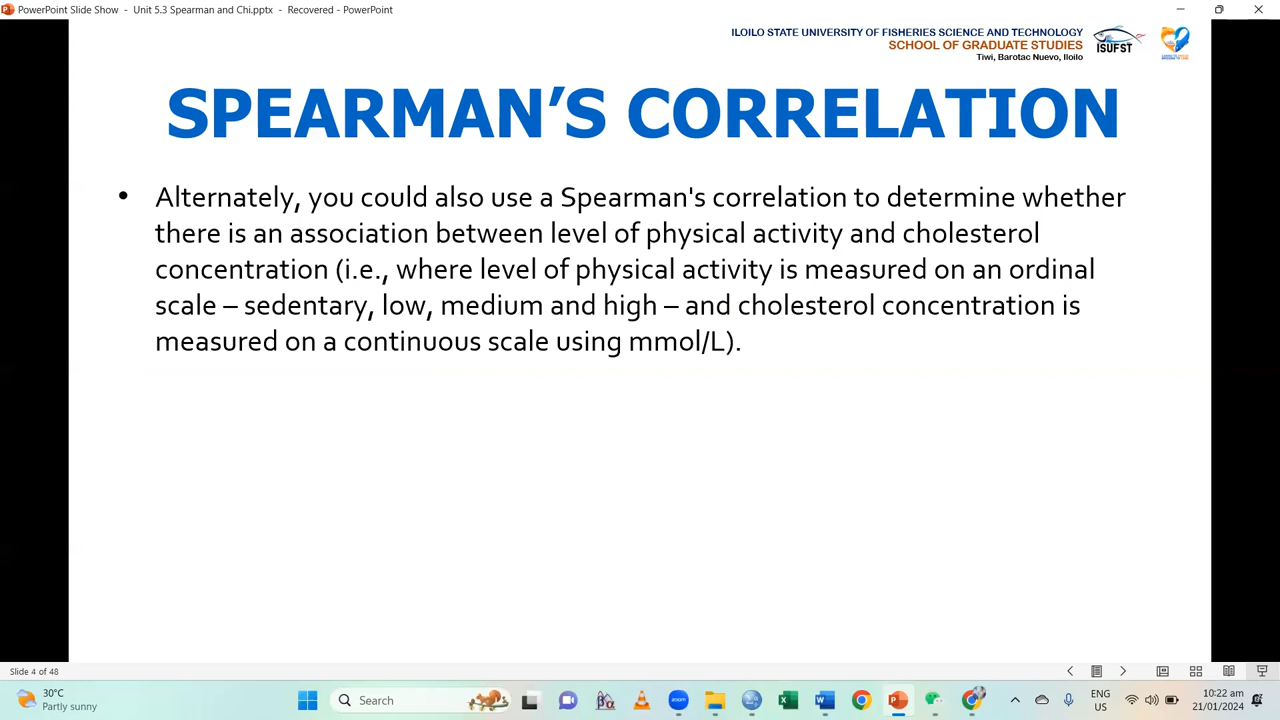 PowerPoint Slide Show - Unit 5.3 Spearman and Chi.pptx - Recovered - PowerPoint
ILOILO STATE UNIVERSITY OF FISHERIES SCIENCE AND TECHNOLOGY
SCHOOL OF GRADUATE STUDIES
Tiwi, Barotac Nuevo, Iloilo
ISUFST
SPEARMAN’S CORRELATION
• Alternately, you could also use a Spearman's correlation to determine whether
there is an association between level of physical activity and cholesterol
concentration (i.e., where level of physical activity is measured on an ordinal
scale – sedentary, low, medium and high – and cholesterol concentration is
measured on a continuous scale using mmol/L).
Slide 4 of 48
30°C
Partly sunny
Search
zoom
ENG
US
10:22 am
21/01/2024